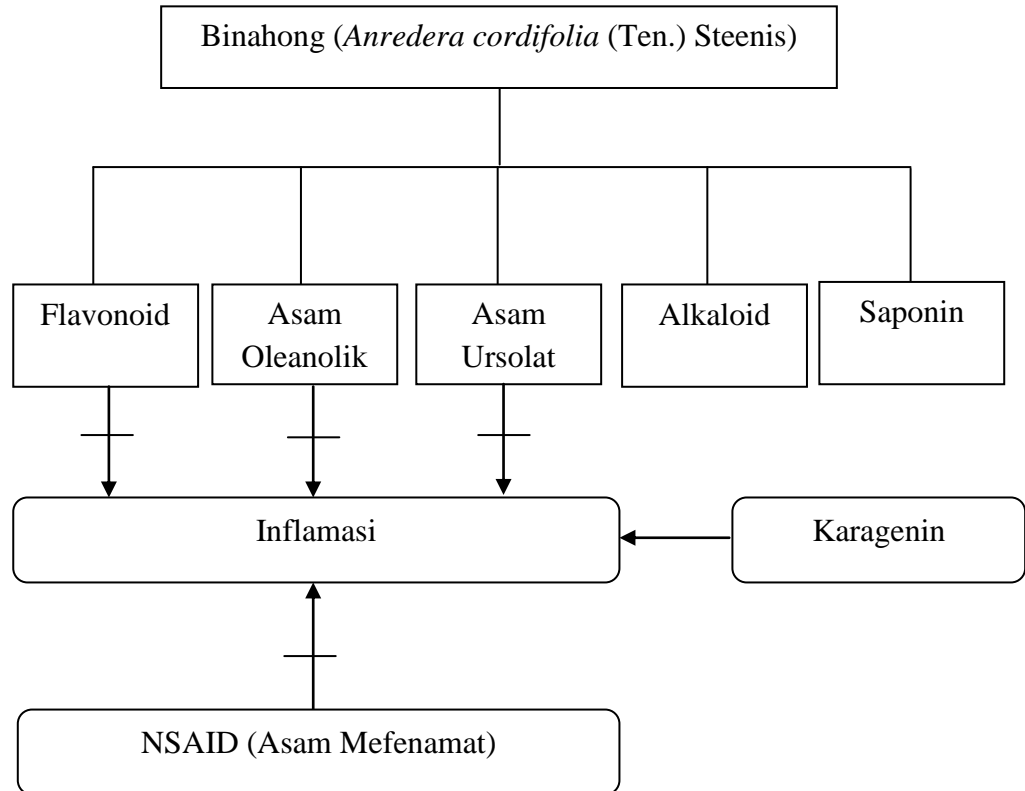 Binahong (Anredera cordifolia (Ten.) Steenis)
Flavonoid
Asam
Oleanolik
Asam
Ursolat
Alkaloid
Saponin
Inflamasi
Karagenin
NSAID (Asam Mefenamat)